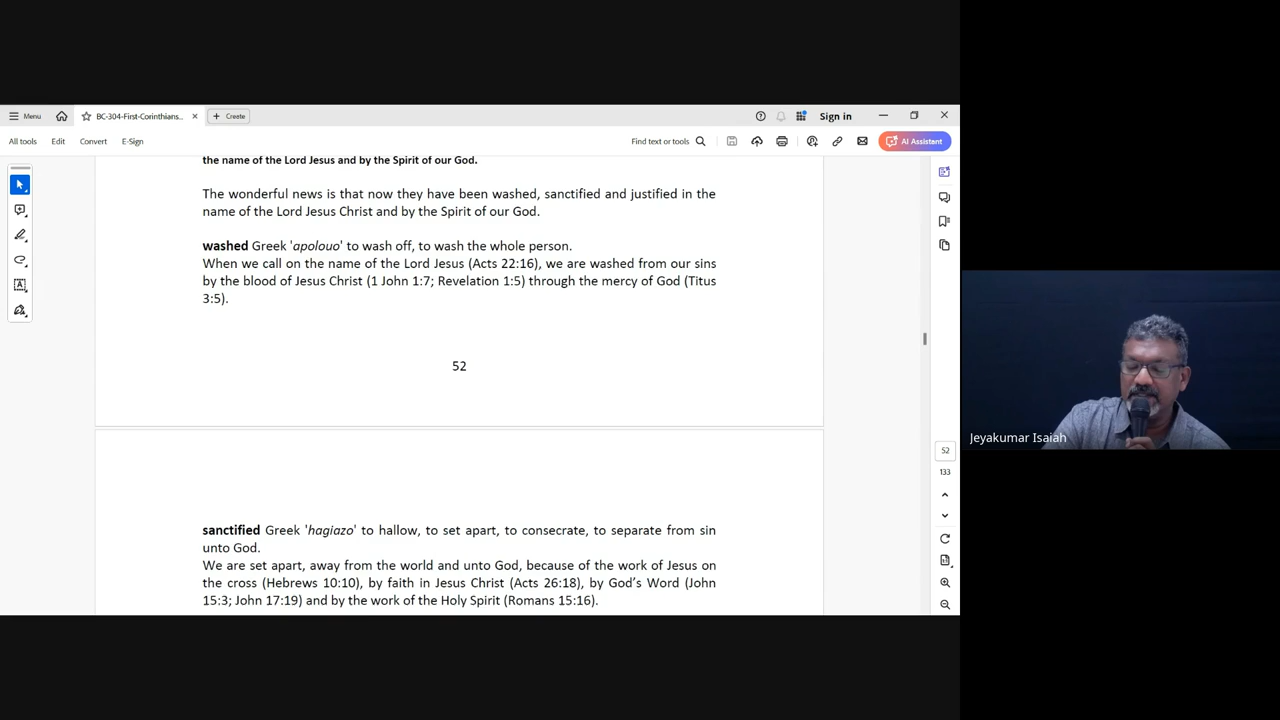 Menu
BC-304-First-Corinthians...
Create
Sign in
All tools
Edit
Convert
E-Sign
Find text or tools
AI Assistant
the name of the Lord Jesus and by the Spirit of our God.
The wonderful news is that now they have been washed, sanctified and justified in the
name of the Lord Jesus Christ and by the Spirit of our God.
washed Greek 'apolouo' to wash off, to wash the whole person.
When we call on the name of the Lord Jesus (Acts 22:16), we are washed from our sins
by the blood of Jesus Christ (1 John 1:7; Revelation 1:5) through the mercy of God (Titus
3:5).
52
sanctified Greek 'hagiazo' to hallow, to set apart, to consecrate, to separate from sin
unto God.
We are set apart, away from the world and unto God, because of the work of Jesus on
the cross (Hebrews 10:10), by faith in Jesus Christ (Acts 26:18), by God's Word (John
15:3; John 17:19) and by the work of the Holy Spirit (Romans 15:16).
52
133
Jeyakumar Isaiah